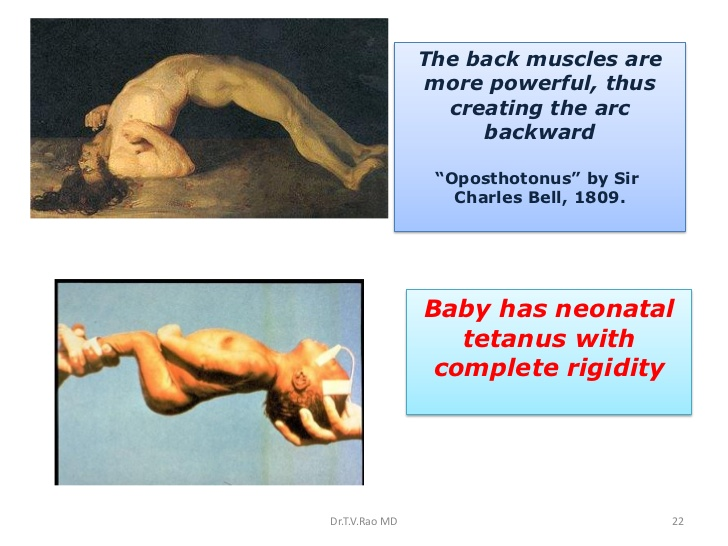 The back muscles are
more powerful, thus
creating the arc
backward
“Oposthotonus” by Sir
Charles Bell, 1809.
Baby has neonatal
tetanus with
complete rigidity
Dr.T.V.Rao MD
22